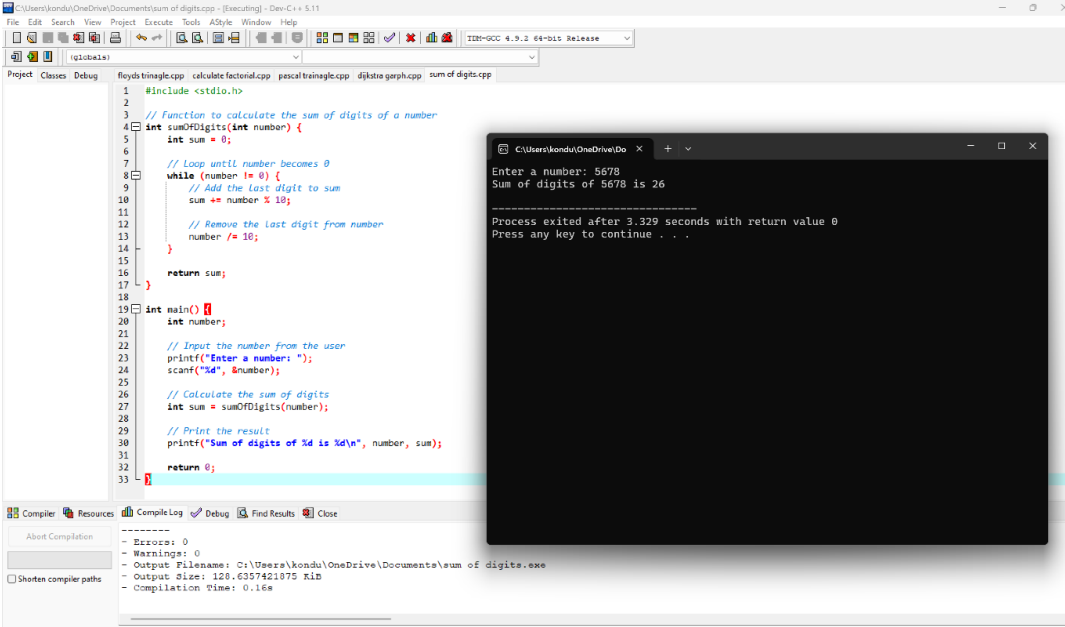 C:\Users\kondu\OneDrive\Documents\sum of digits.cpp - [Executing] - Dev-C++ 5.11
File Edit Search View Project Execute Tools AStyle Window Help
TDM-GCC 4.9.2 64-bit Release
(globals)
Project Classes Debug
floyds trinagle.cpp calculate factorial.cpp pascal trainagle.cpp dijkstra garph.cpp sum of digits.cpp
1 #include <stdio.h>
2
3 // Function to calculate the sum of digits of a number
4 int sumOfDigits(int number) {
5 int sum = 0;
6
7 // Loop until number becomes 0
8 while (number != 0) {
9 // Add the last digit to sum
10 sum += number % 10;
11
12 // Remove the last digit from number
13 number /= 10;
14 }
15
16 return sum;
17 }
18
19 int main() {
20 int number;
21
22 // Input the number from the user
23 printf("Enter a number: ");
24 scanf("%d", &number);
25
26 // Calculate the sum of digits
27 int sum = sumOfDigits(number);
28
29 // Print the result
30 printf("Sum of digits of %d is %d\n", number, sum);
31
32 return 0;
33 }
C:\Users\kondu\OneDrive\Do
Enter a number: 5678
Sum of digits of 5678 is 26
--------------------------------
Process exited after 3.329 seconds with return value 0
Press any key to continue . . .
Compiler Resources Compile Log Debug Find Results Close
Abort Compilation
Shorten compiler paths
--------
- Errors: 0
- Warnings: 0
- Output Filename: C:\Users\kondu\OneDrive\Documents\sum of digits.exe
- Output Size: 128.6357421875 KiB
- Compilation Time: 0.16s